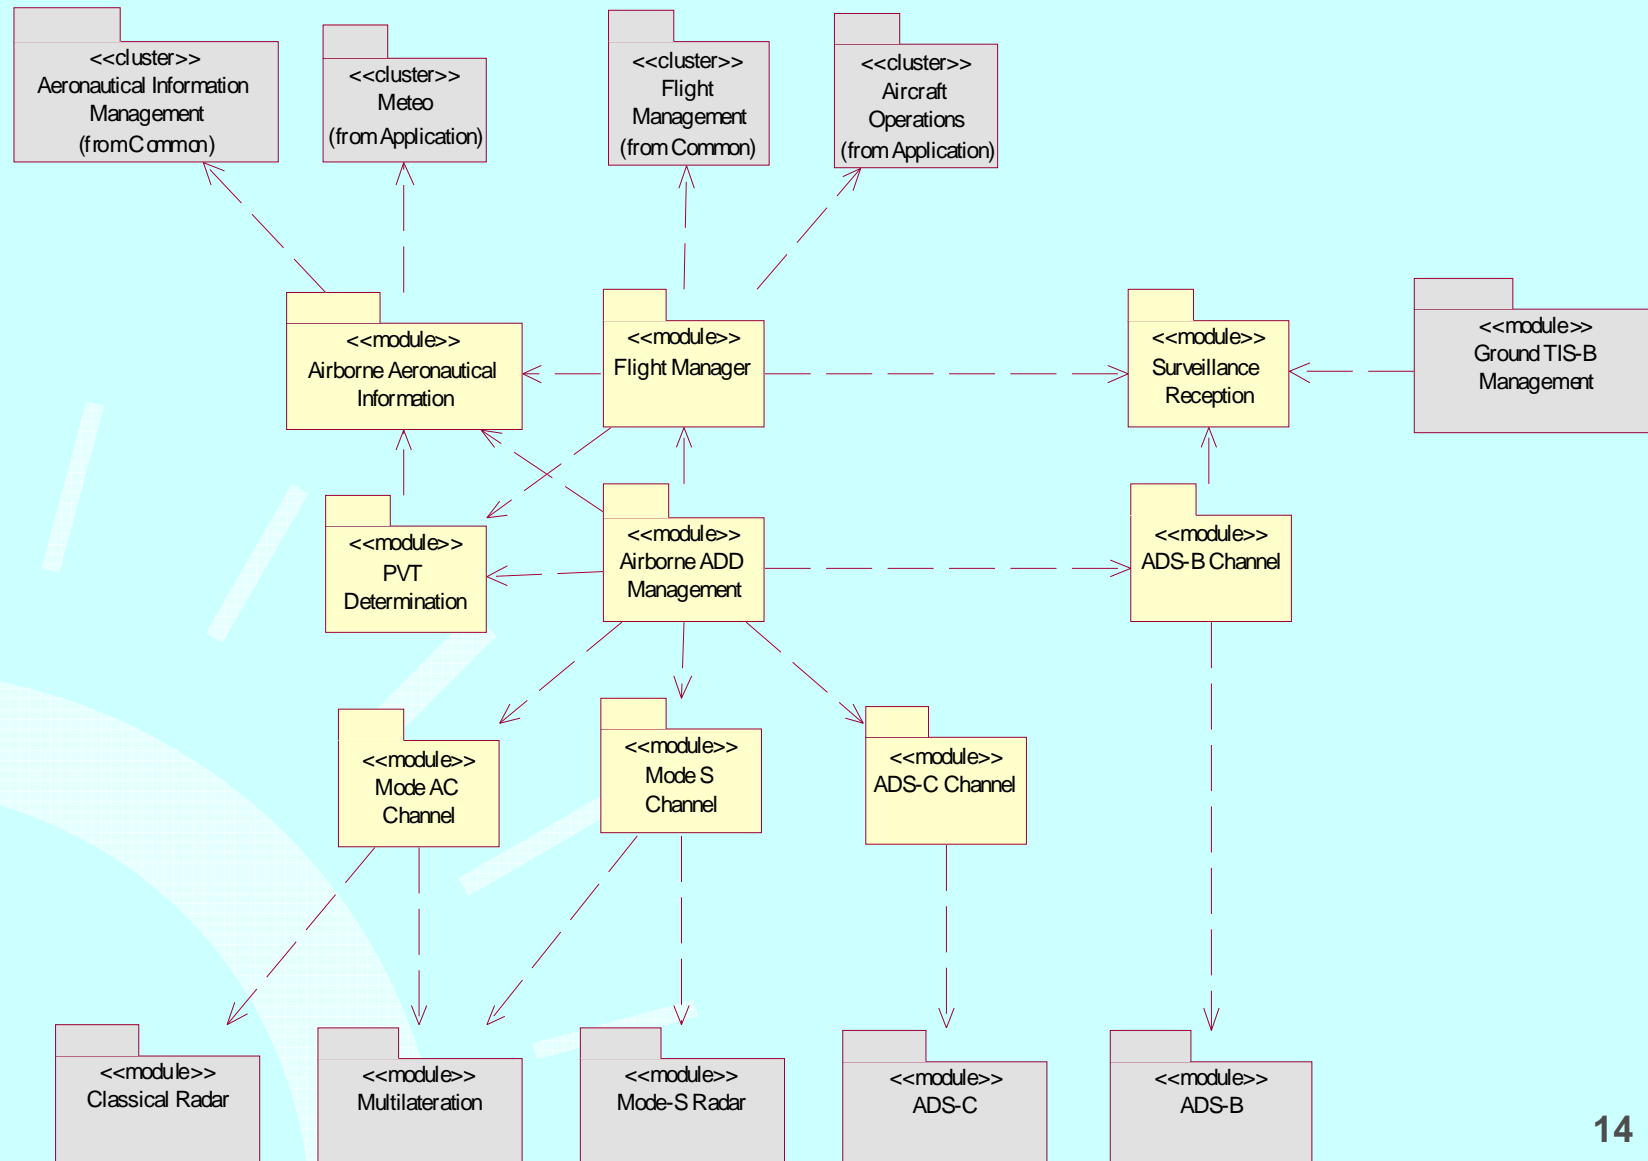 <<cluster>>
Aeronautical Information
Management
(from Common)
<<cluster>>
Meteo
(from Application)
<<cluster>>
Flight
Management
(from Common)
<<cluster>>
Aircraft
Operations
(from Application)
<<module>>
Airborne Aeronautical
Information
<<module>>
Flight Manager
<<module>>
Surveillance
Reception
<<module>>
Ground TIS-B
Management
<<module>>
PVT
Determination
<<module>>
Airborne ADD
Management
<<module>>
ADS-B Channel
<<module>>
Mode AC
Channel
<<module>>
Mode S
Channel
<<module>>
ADS-C Channel
<<module>>
Classical Radar
<<module>>
Multilateration
<<module>>
Mode-S Radar
<<module>>
ADS-C
<<module>>
ADS-B
14